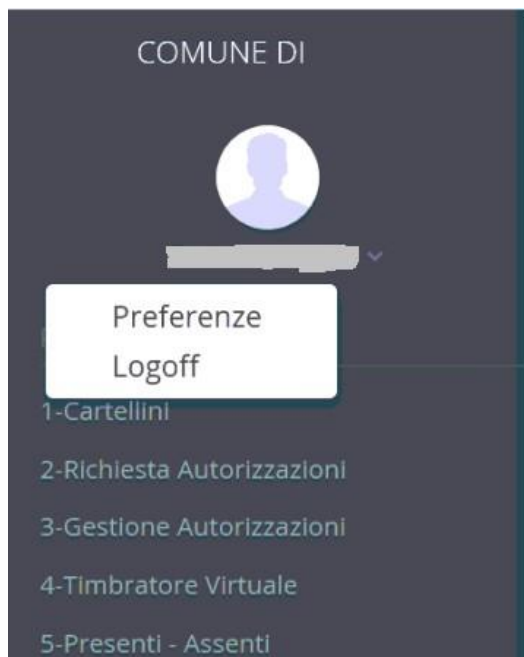 COMUNE DI
Preferenze
Logoff
1-Cartellini
2-Richiesta Autorizzazioni
3-Gestione Autorizzazioni
4-Timbratore Virtuale
5-Presenti - Assenti